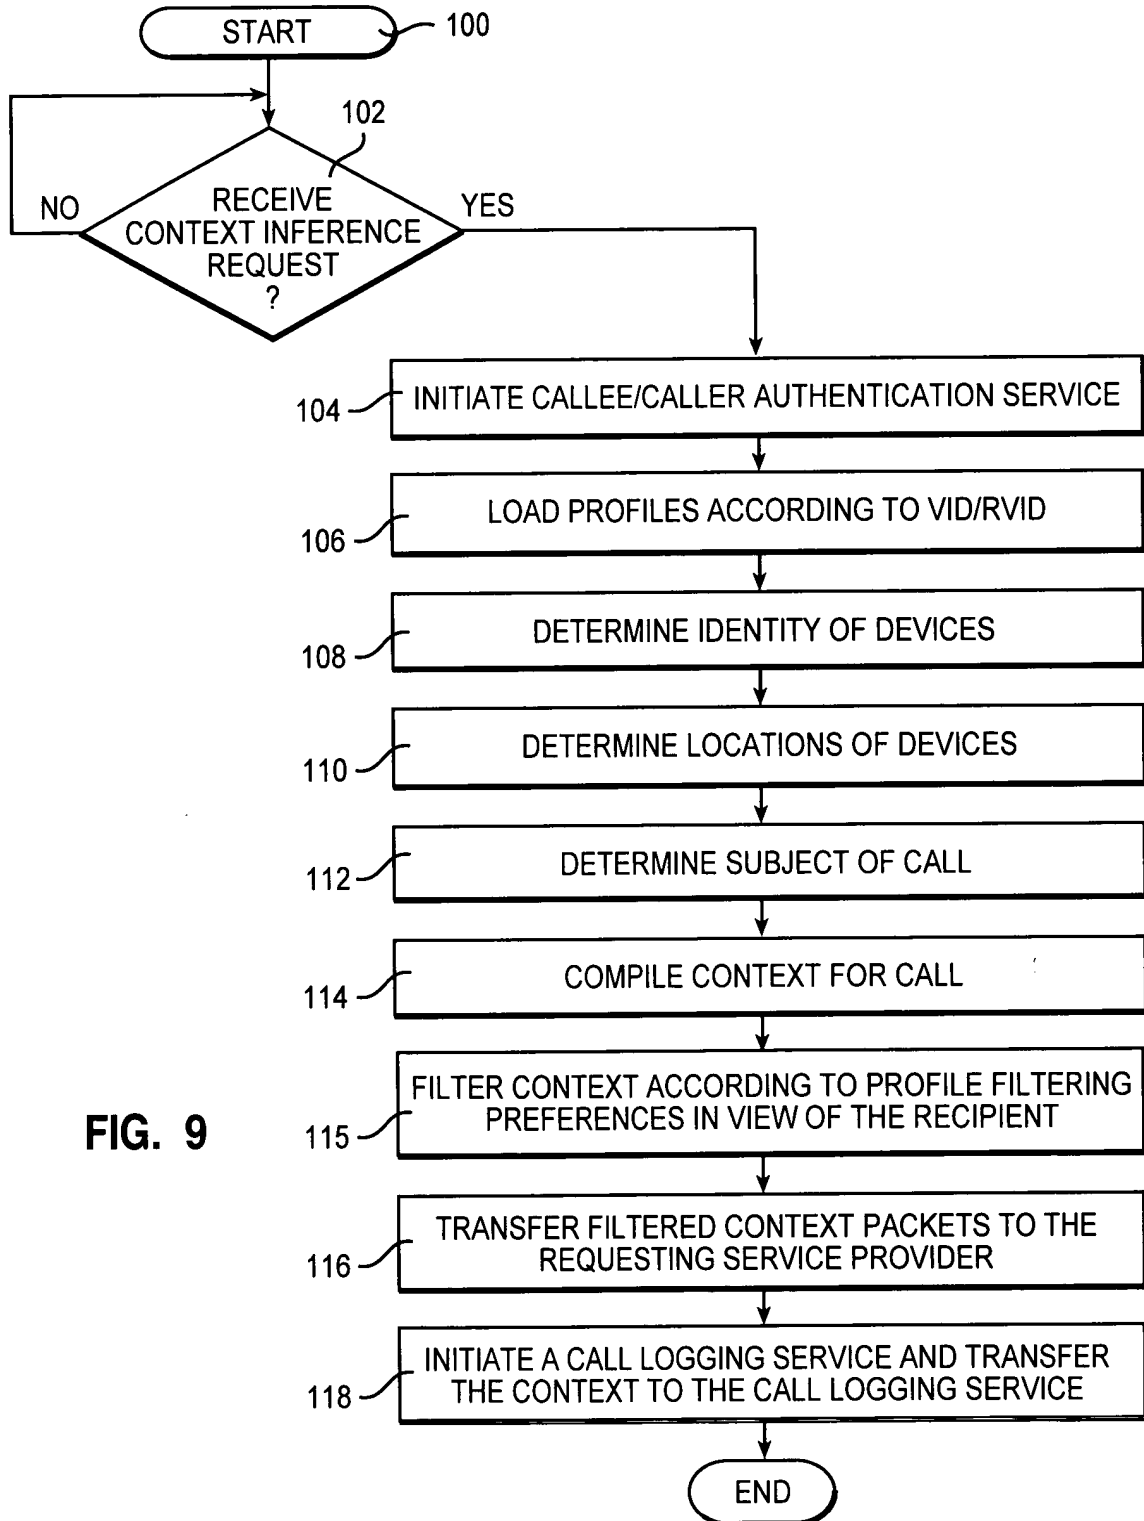 START
100
102
NO
RECEIVE
CONTEXT INFERENCE
REQUEST
?
YES
104
INITIATE CALLEE/CALLER AUTHENTICATION SERVICE
106
LOAD PROFILES ACCORDING TO VID/RVID
108
DETERMINE IDENTITY OF DEVICES
110
DETERMINE LOCATIONS OF DEVICES
112
DETERMINE SUBJECT OF CALL
114
COMPILE CONTEXT FOR CALL
FIG. 9
115
FILTER CONTEXT ACCORDING TO PROFILE FILTERING
PREFERENCES IN VIEW OF THE RECIPIENT
116
TRANSFER FILTERED CONTEXT PACKETS TO THE
REQUESTING SERVICE PROVIDER
118
INITIATE A CALL LOGGING SERVICE AND TRANSFER
THE CONTEXT TO THE CALL LOGGING SERVICE
END